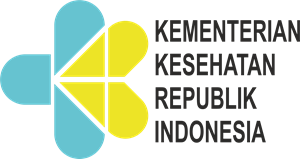 KEMENTERIAN
KESEHATAN
REPUBLIK
INDONESIA